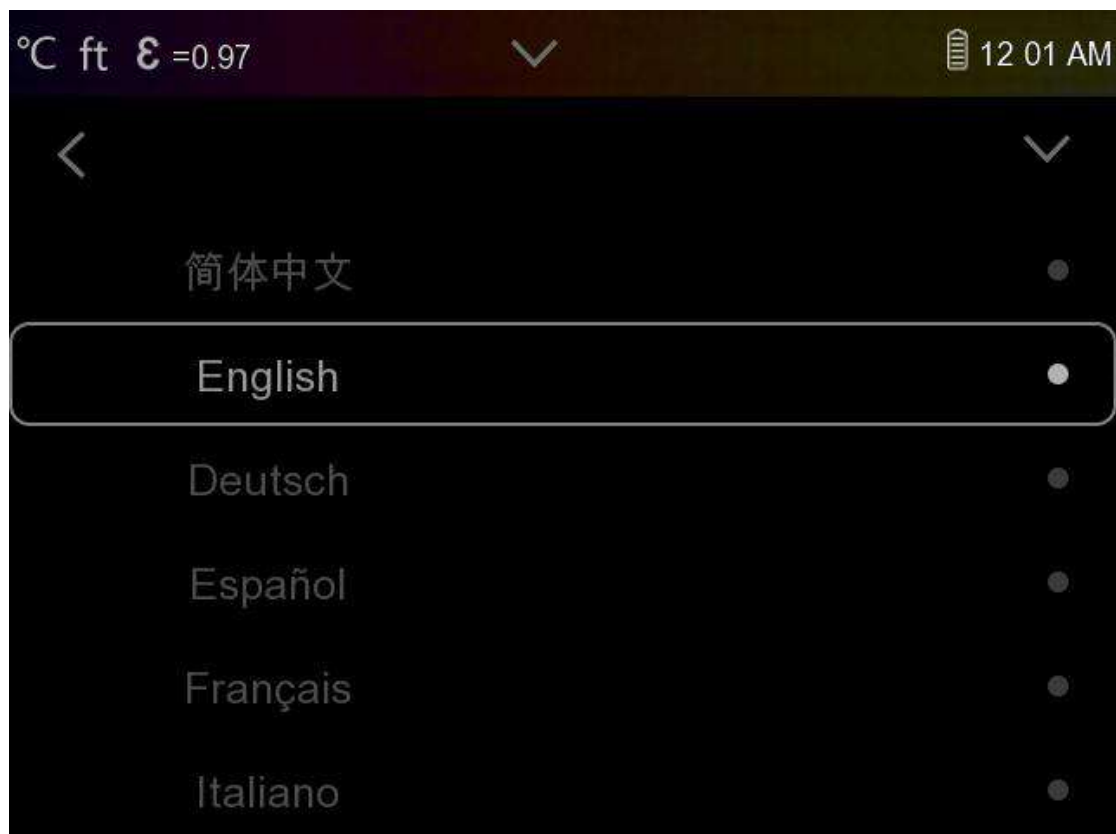 °C ft ε =0.97 12 01 AM
简体中文
English
Deutsch
Español
Français
Italiano